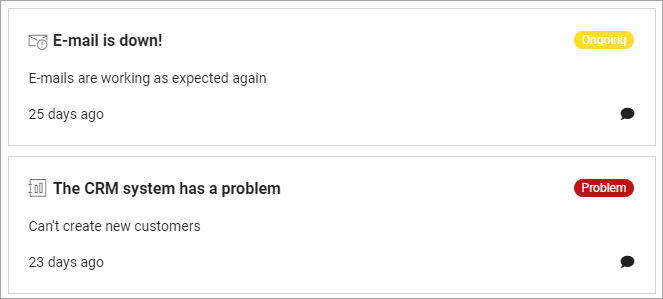 E-mail is down!
Ongoing
E-mails are working as expected again
25 days ago
The CRM system has a problem
Problem
Can't create new customers
23 days ago